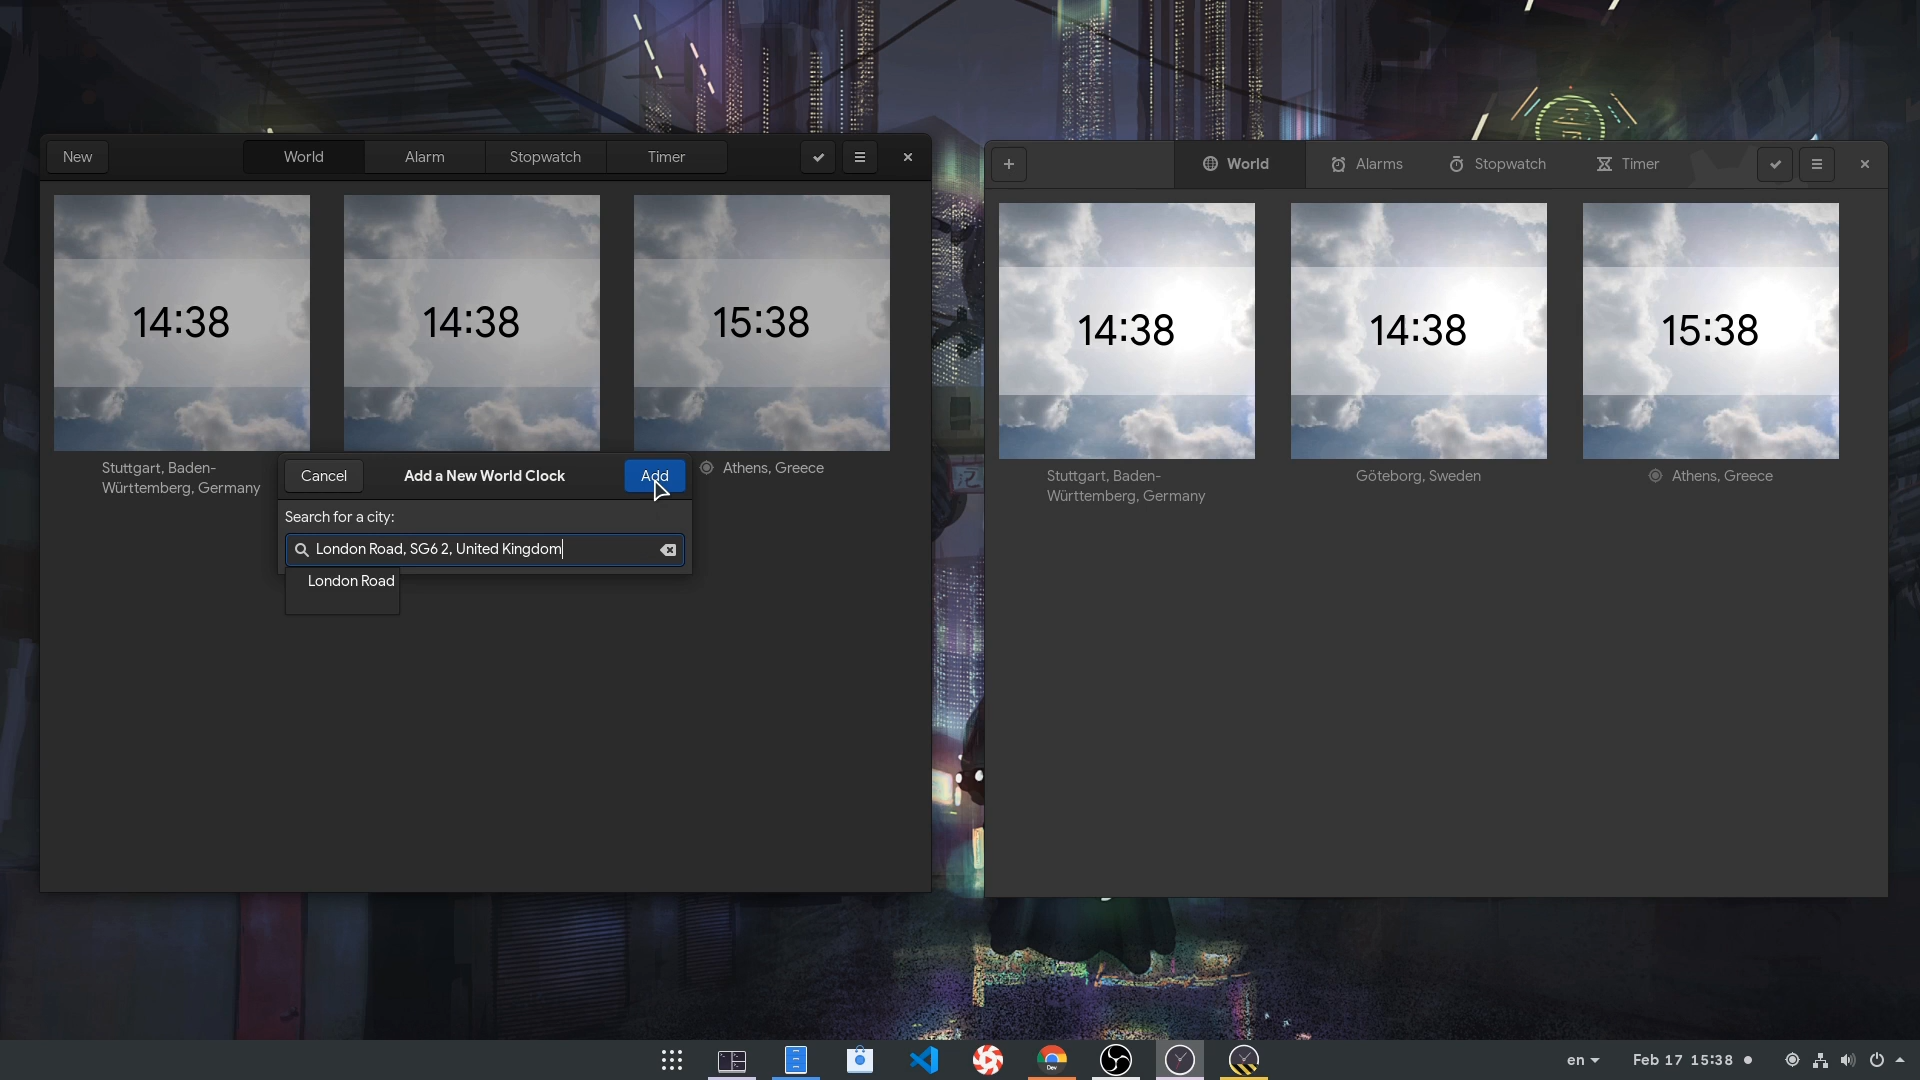 New
World
Alarm
Stopwatch
Timer
14:38
14:38
15:38
Stuttgart, Baden-
Württemberg, Germany
Athens, Greece
Cancel
Add a New World Clock
Add
Search for a city:
London Road, SG6 2, United Kingdom
London Road
World
Alarms
Stopwatch
Timer
14:38
14:38
15:38
Stuttgart, Baden-
Württemberg, Germany
Göteborg, Sweden
Athens, Greece
Dev
en
Feb 17 15:38